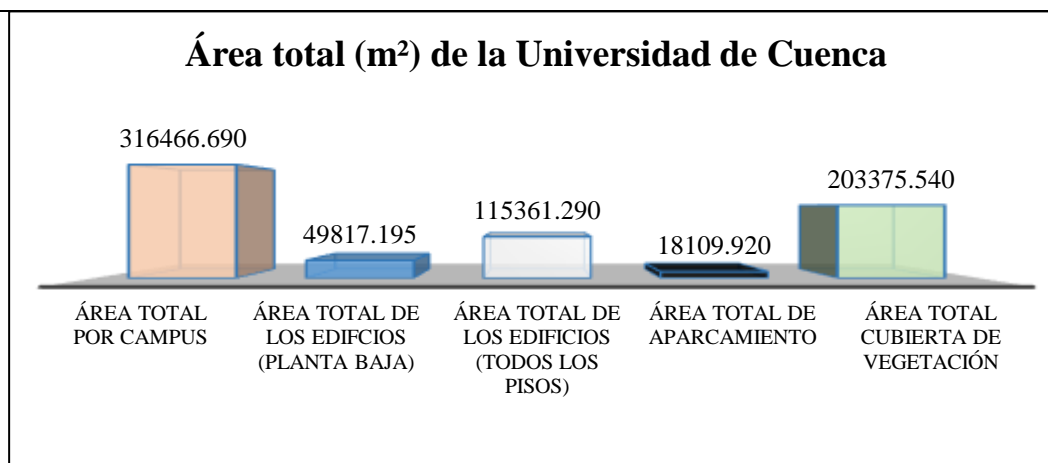 Área total (m²) de la Universidad de Cuenca
316466.690
49817.195
115361.290
18109.920
203375.540
ÁREA TOTAL
POR CAMPUS
ÁREA TOTAL DE
LOS EDIFCIOS
(PLANTA BAJA)
ÁREA TOTAL DE
LOS EDIFICIOS
(TODOS LOS
PISOS)
ÁREA TOTAL DE
APARCAMIENTO
ÁREA TOTAL
CUBIERTA DE
VEGETACIÓN